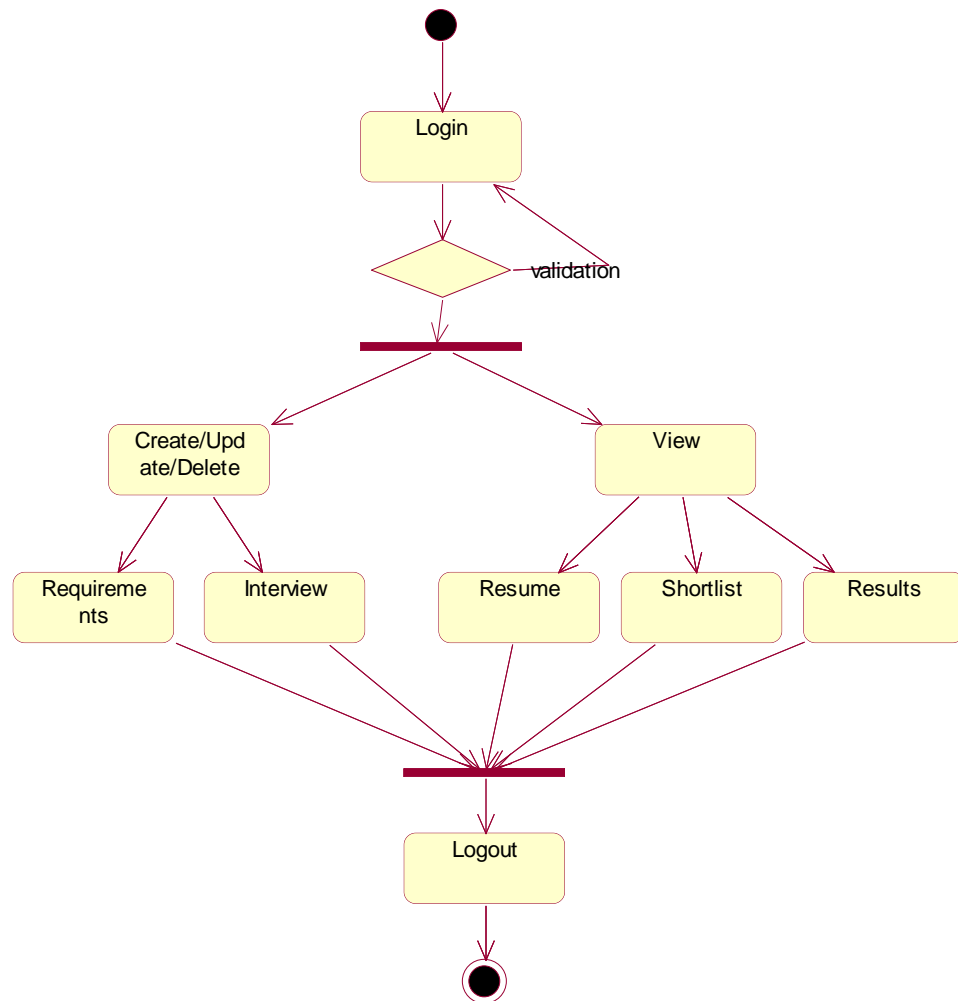 Login
validation
Create/Upd
ate/Delete
View
Requireme
nts
Interview
Resume
Shortlist
Results
Logout